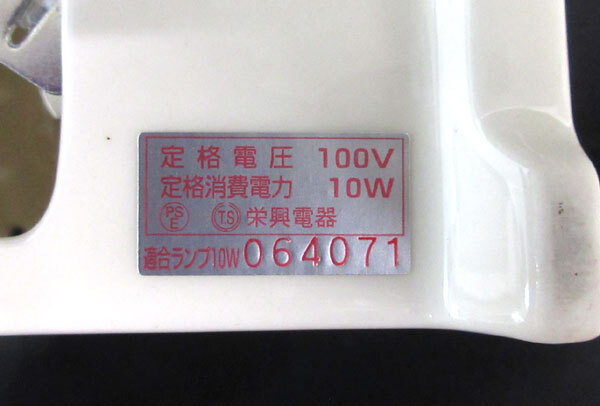 定格電圧 100V
定格消費電力 10W
PSE TS 栄興電器
適合ランプ10W 064071